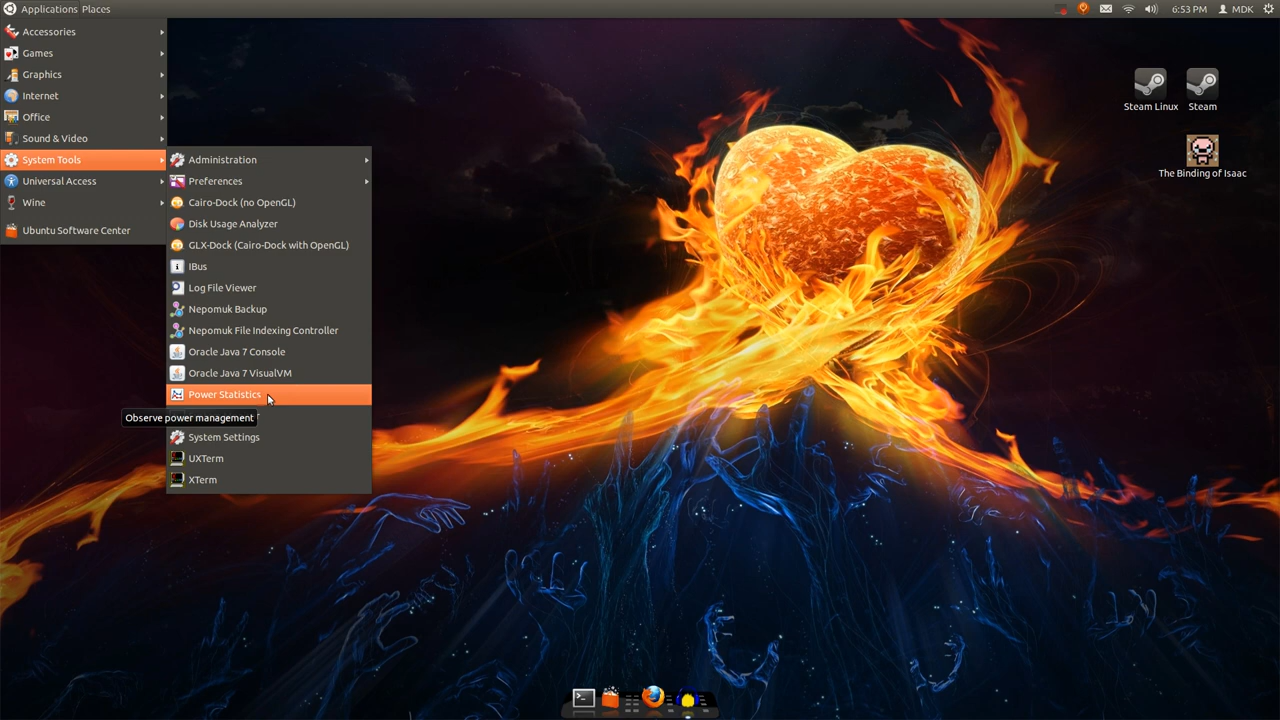 Applications Places
6:53 PM MDK
Accessories
Games
Graphics
Internet
Office
Sound & Video
System Tools
Universal Access
Wine
Ubuntu Software Center
Administration
Preferences
Cairo-Dock (no OpenGL)
Disk Usage Analyzer
GLX-Dock (Cairo-Dock with OpenGL)
IBus
Log File Viewer
Nepomuk Backup
Nepomuk File Indexing Controller
Oracle Java 7 Console
Oracle Java 7 VisualVM
Power Statistics
Observe power management
System Settings
UXTerm
XTerm
Steam Linux
Steam
The Binding of Isaac